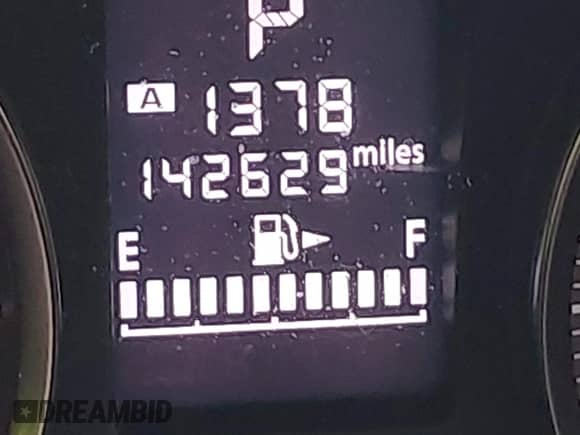 P
A 1378
142629 miles
E F
DREAMBID